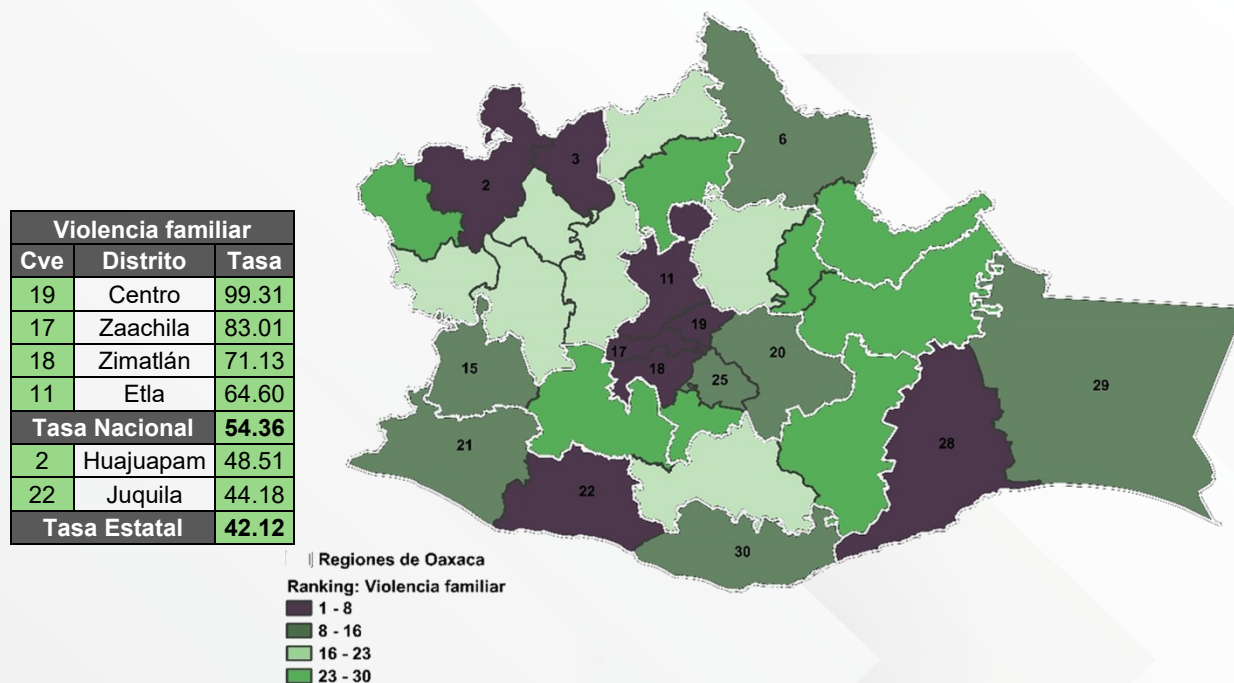 Violencia familiar
Cve Distrito Tasa
19 Centro 99.31
17 Zaachila 83.01
18 Zimatlán 71.13
11 Etla 64.60
Tasa Nacional 54.36
2 Huajuapam 48.51
22 Juquila 44.18
Tasa Estatal 42.12
6
3
2
11
19
17
18
20
25
15
29
21
28
22
30
Regiones de Oaxaca
Ranking: Violencia familiar
1 - 8
8 - 16
16 - 23
23 - 30